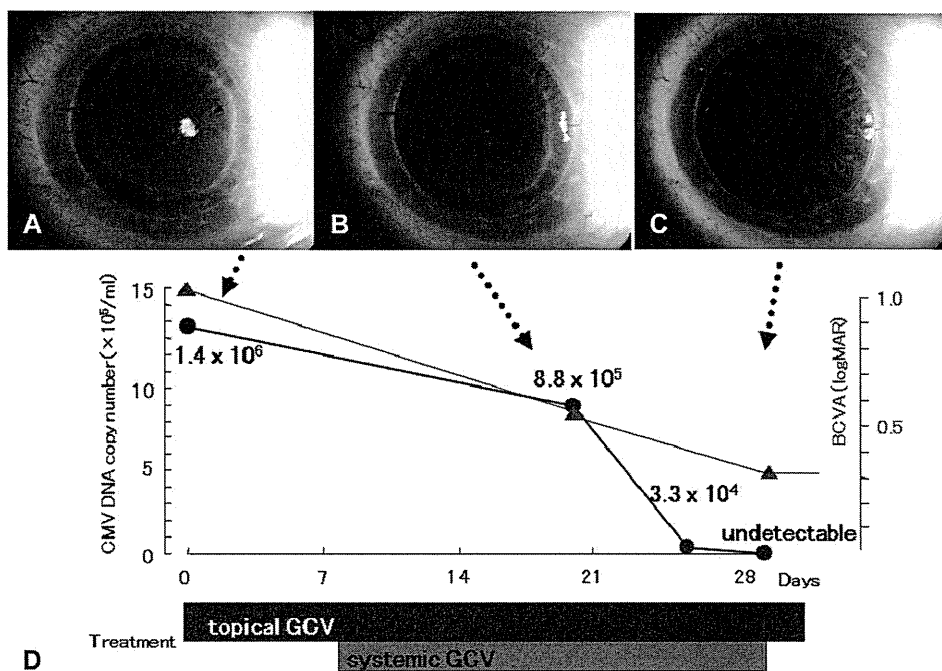 A B C
CMV DNA copy number (×10⁵/ml)
15
10
5
0
1.4 x 10⁶
8.8 x 10⁵
3.3 x 10⁴
undetectable
1.0
0.5
0
BCVA (logMAR)
0 7 14 21 28 Days
Treatment
topical GCV
systemic GCV
D